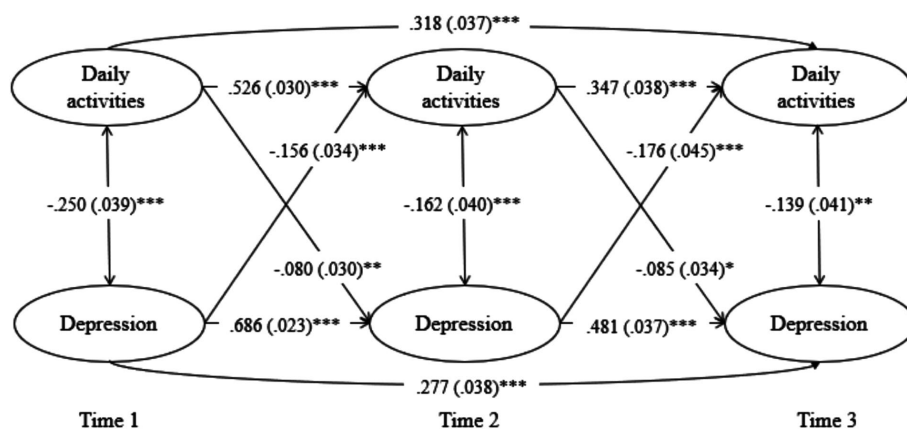 .318 (.037)***
Daily
activities
.526 (.030)***
Daily
activities
.347 (.038)***
Daily
activities
-.156 (.034)***
-.176 (.045)***
-.250 (.039)***
-.162 (.040)***
-.139 (.041)**
-.080 (.030)**
-.085 (.034)*
Depression
.686 (.023)***
Depression
.481 (.037)***
Depression
.277 (.038)***
Time 1
Time 2
Time 3